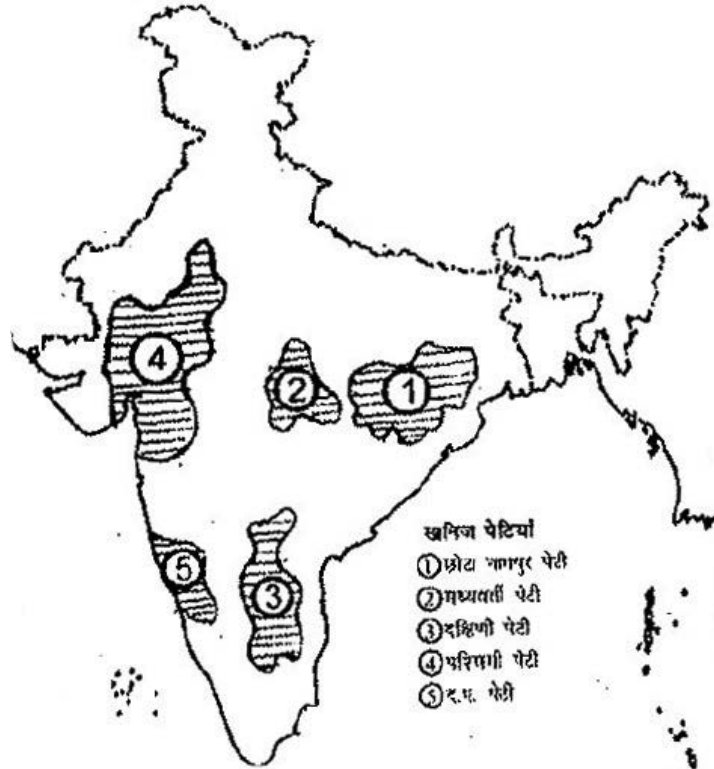 ④
②
①
⑤
③
खनिज पेटियाँ
① छोटा नागपुर पेटी
② मध्यवर्ती पेटी
③ दक्षिणी पेटी
④ पश्चिमी पेटी
⑤ द.प. पेटी